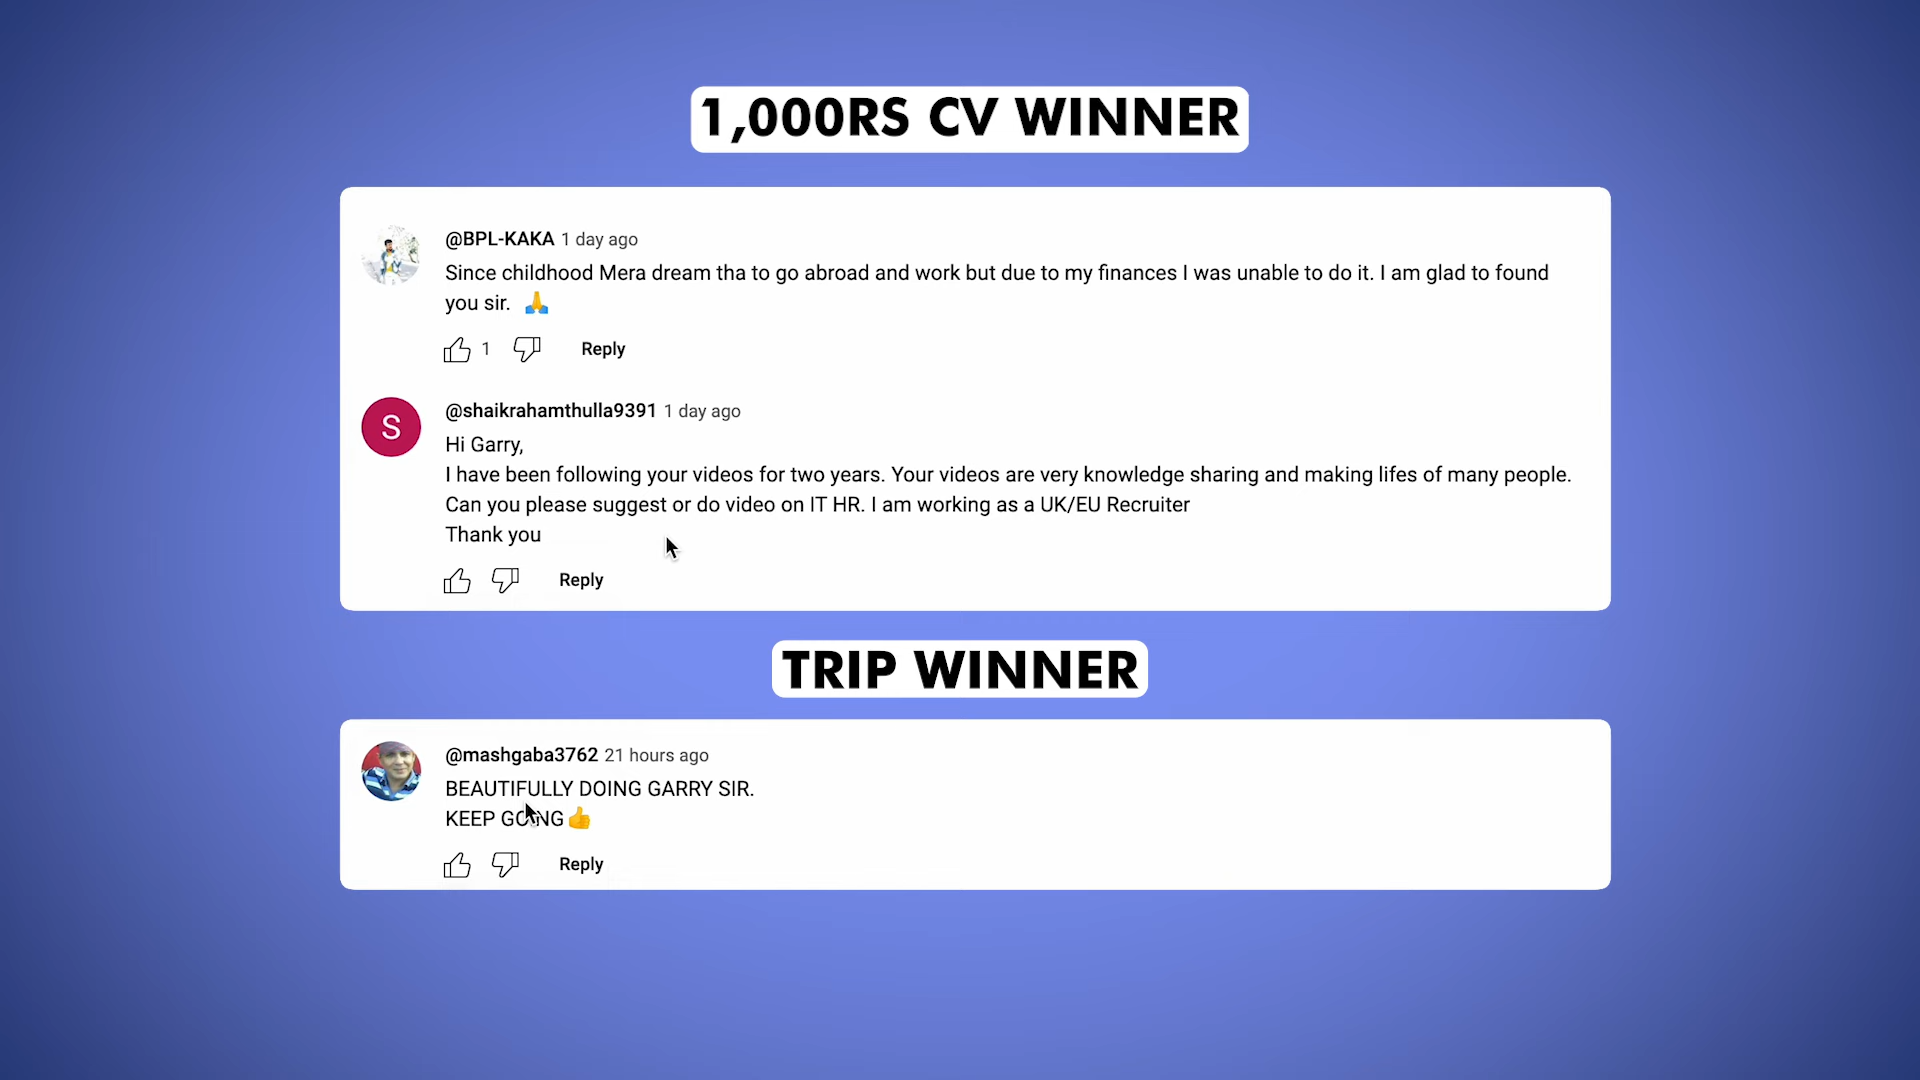 1,000RS CV WINNER
@BPL-KAKA 1 day ago
Since childhood Mera dream tha to go abroad and work but due to my finances I was unable to do it. I am glad to found
you sir. 🙏
1 Reply
S
@shaikrahamthulla9391 1 day ago
Hi Garry,
I have been following your videos for two years. Your videos are very knowledge sharing and making lifes of many people.
Can you please suggest or do video on IT HR. I am working as a UK/EU Recruiter
Thank you
Reply
TRIP WINNER
@mashgaba3762 21 hours ago
BEAUTIFULLY DOING GARRY SIR.
KEEP GOING👍
Reply